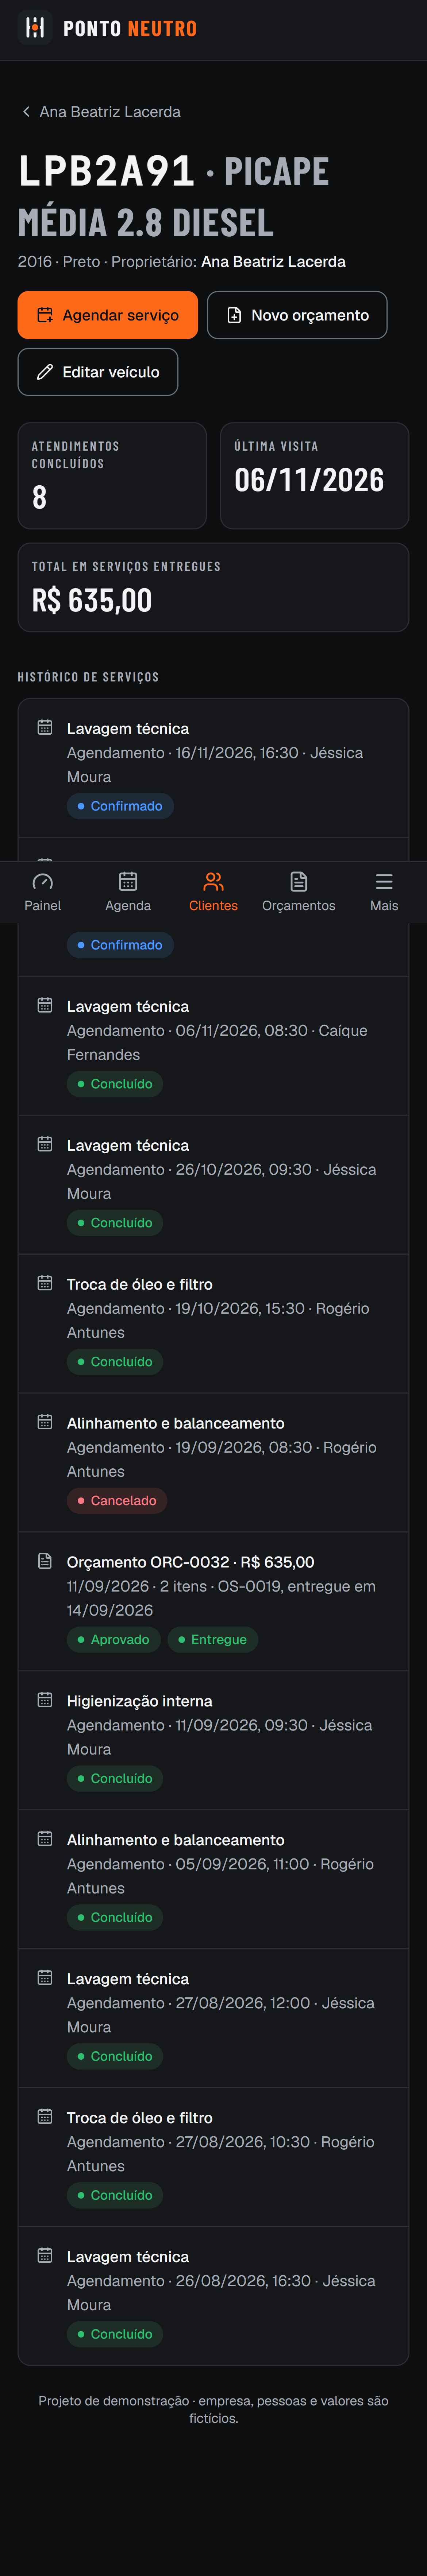 PONTO NEUTRO
Ana Beatriz Lacerda
LPB2A91 · PICAPE
MÉDIA 2.8 DIESEL
2016 · Preto · Proprietário: Ana Beatriz Lacerda
Agendar serviço
Novo orçamento
Editar veículo
ATENDIMENTOS
CONCLUÍDOS
8
ÚLTIMA VISITA
06/11/2026
TOTAL EM SERVIÇOS ENTREGUES
R$ 635,00
HISTÓRICO DE SERVIÇOS
Lavagem técnica
Agendamento · 16/11/2026, 16:30 · Jéssica
Moura
Confirmado
Painel
Agenda
Clientes
Orçamentos
Mais
Confirmado
Lavagem técnica
Agendamento · 06/11/2026, 08:30 · Caíque
Fernandes
Concluído
Lavagem técnica
Agendamento · 26/10/2026, 09:30 · Jéssica
Moura
Concluído
Troca de óleo e filtro
Agendamento · 19/10/2026, 15:30 · Rogério
Antunes
Concluído
Alinhamento e balanceamento
Agendamento · 19/09/2026, 08:30 · Rogério
Antunes
Cancelado
Orçamento ORC-0032 · R$ 635,00
11/09/2026 · 2 itens · OS-0019, entregue em
14/09/2026
Aprovado
Entregue
Higienização interna
Agendamento · 11/09/2026, 09:30 · Jéssica
Moura
Concluído
Alinhamento e balanceamento
Agendamento · 05/09/2026, 11:00 · Rogério
Antunes
Concluído
Lavagem técnica
Agendamento · 27/08/2026, 12:00 · Jéssica
Moura
Concluído
Troca de óleo e filtro
Agendamento · 27/08/2026, 10:30 · Rogério
Antunes
Concluído
Lavagem técnica
Agendamento · 26/08/2026, 16:30 · Jéssica
Moura
Concluído
Projeto de demonstração · empresa, pessoas e valores são
fictícios.